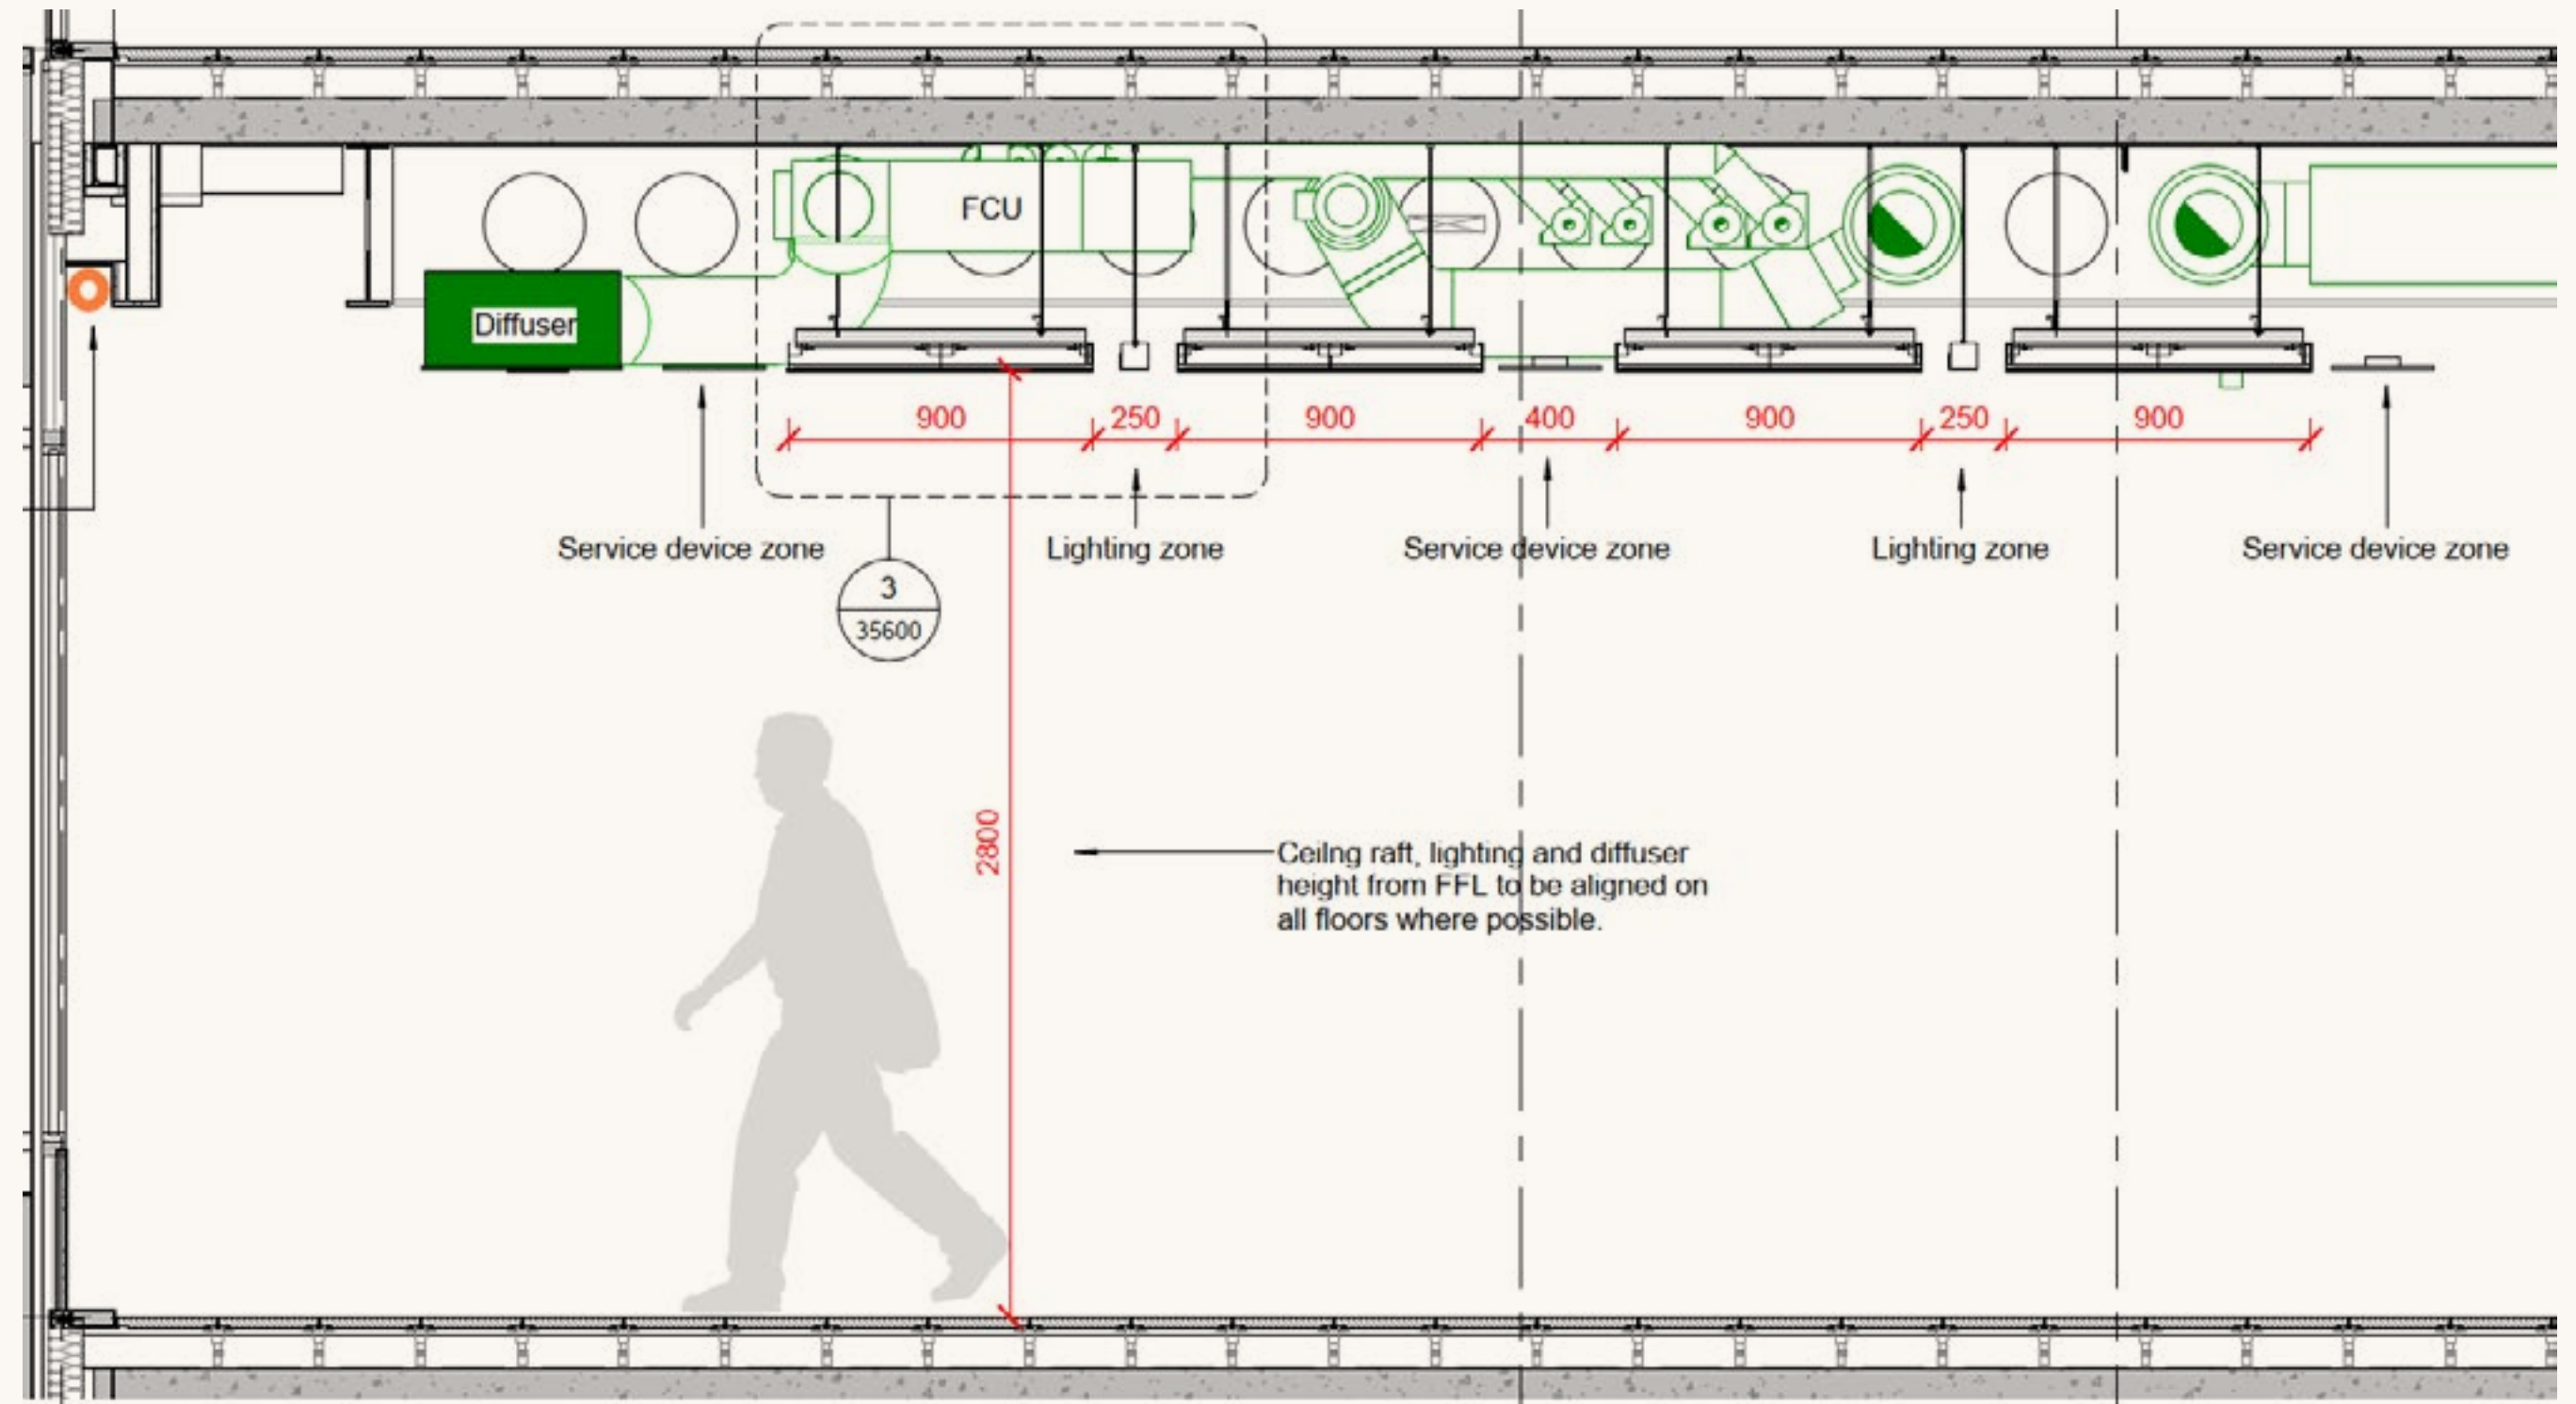 FCU
Diffuser
900
250
900
400
900
250
900
Service device zone
Lighting zone
Service device zone
Lighting zone
Service device zone
3
35600
2800
Ceilng raft, lighting and diffuser
height from FFL to be aligned on
all floors where possible.